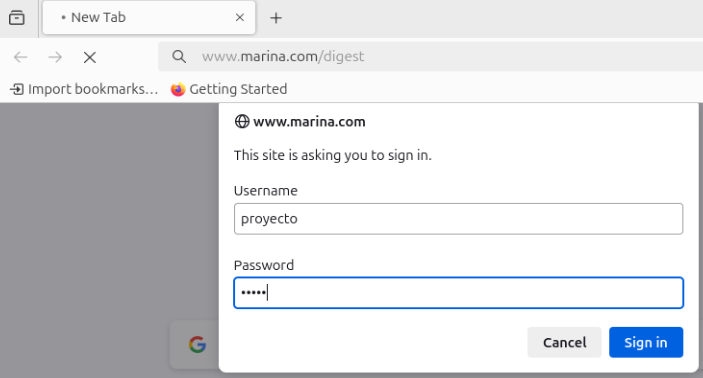 New Tab
www.marina.com/digest
Import bookmarks... Getting Started
www.marina.com
This site is asking you to sign in.
Username
proyecto
Password
•••••
Cancel Sign in